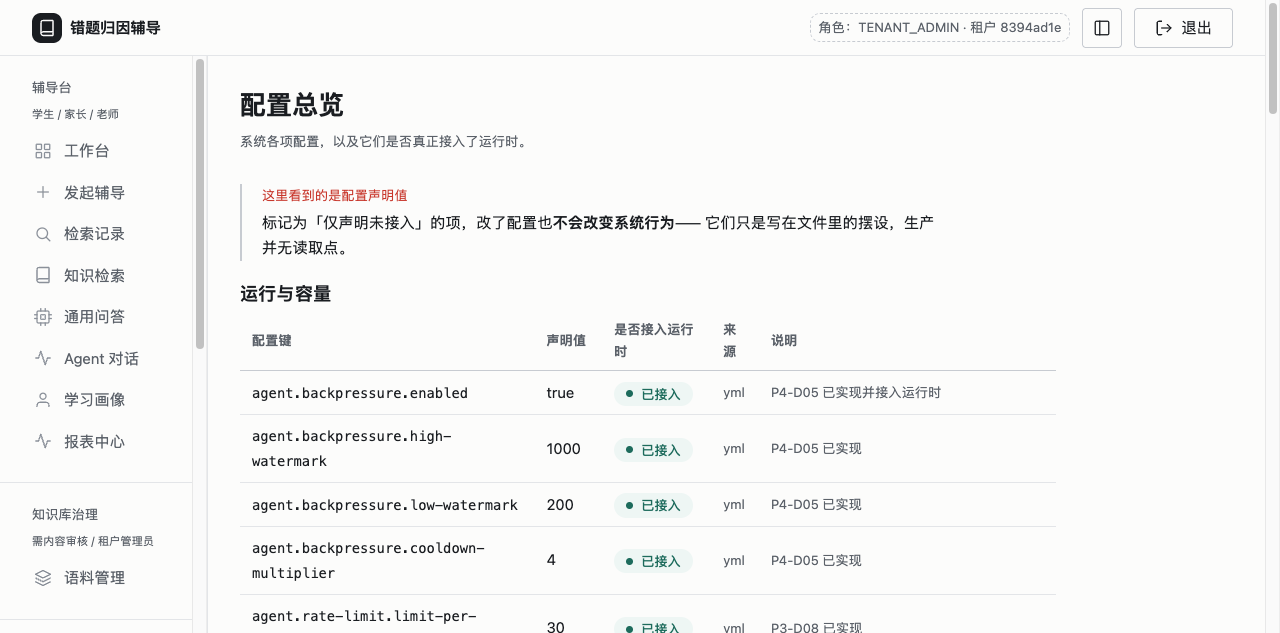 错题归因辅导
角色：TENANT_ADMIN · 租户 8394ad1e
退出
辅导台
学生 / 家长 / 老师
工作台
发起辅导
检索记录
知识检索
通用问答
Agent 对话
学习画像
报表中心
知识库治理
需内容审核 / 租户管理员
语料管理
配置总览
系统各项配置，以及它们是否真正接入了运行时。
这里看到的是配置声明值
标记为「仅声明未接入」的项，改了配置也不会改变系统行为—— 它们只是写在文件里的摆设，生产
并无读取点。
运行与容量
配置键 声明值 是否接入运行时 来源 说明
agent.backpressure.enabled true 已接入 yml P4-D05 已实现并接入运行时
agent.backpressure.high-
watermark 1000 已接入 yml P4-D05 已实现
agent.backpressure.low-watermark 200 已接入 yml P4-D05 已实现
agent.backpressure.cooldown-
multiplier 4 已接入 yml P4-D05 已实现
agent.rate-limit.limit-per- 30 已接入 yml P3-D08 已实现